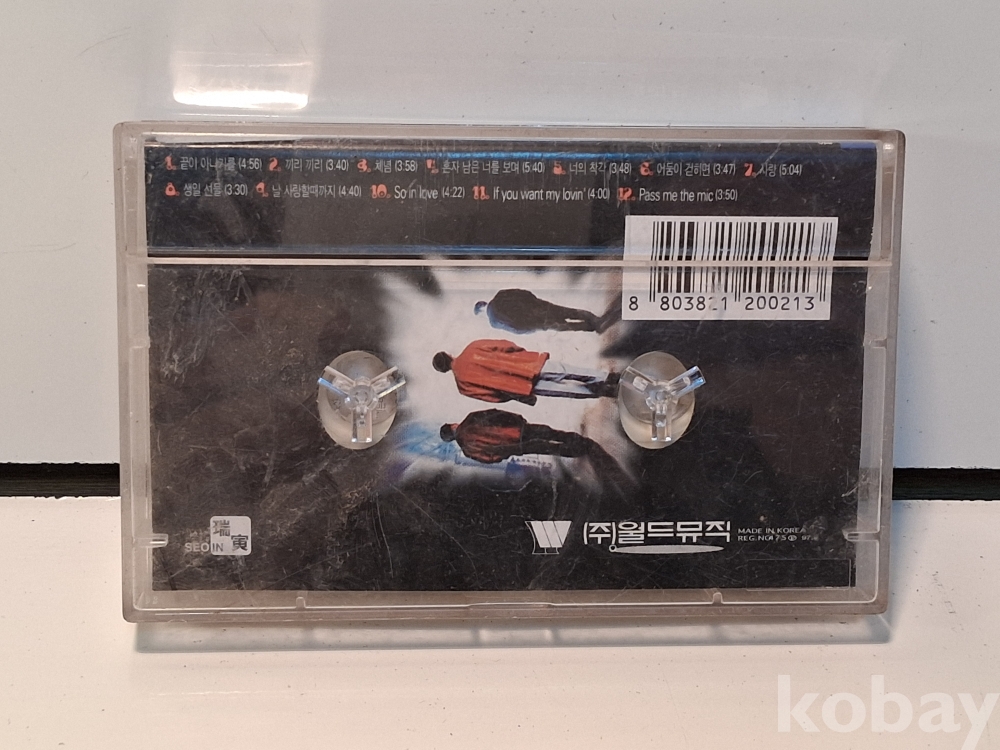 1. 끝아 이니기를 (4:56) 2. 끼리 끼리 (3:40) 3. 체념 (3:58) 4. 혼자 남은 너를 보며 (5:40) 5. 너의 착각 (3:48) 6. 어둠이 걷히면 (3:47) 7. 사랑 (5:04)
8. 생일 선물 (3:30) 9. 날 사랑할때까지 (4:40) 10. So in love (4:22) 11. If you want my lovin' (4:00) 12. Pass me the mic (3:50)
8 803821 200213
SEO IN 瑞寅
(주)월드뮤직
MADE IN KOREA
REG. NO
kobay